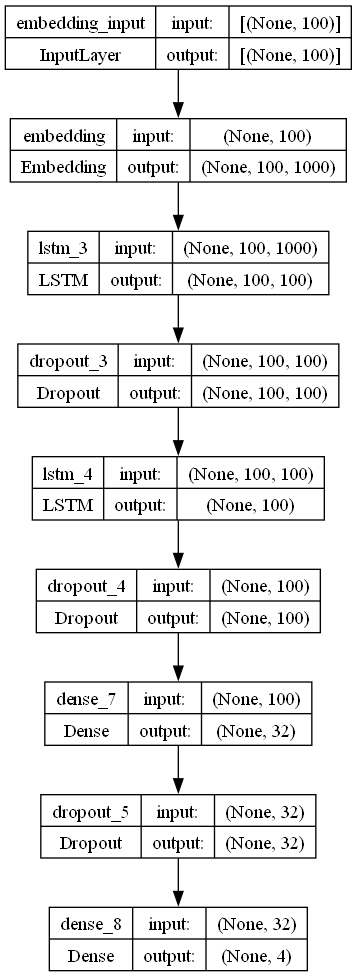 embedding_input input: [(None, 100)]
InputLayer output: [(None, 100)]
embedding input: (None, 100)
Embedding output: (None, 100, 1000)
lstm_3 input: (None, 100, 1000)
LSTM output: (None, 100, 100)
dropout_3 input: (None, 100, 100)
Dropout output: (None, 100, 100)
lstm_4 input: (None, 100, 100)
LSTM output: (None, 100)
dropout_4 input: (None, 100)
Dropout output: (None, 100)
dense_7 input: (None, 100)
Dense output: (None, 32)
dropout_5 input: (None, 32)
Dropout output: (None, 32)
dense_8 input: (None, 32)
Dense output: (None, 4)